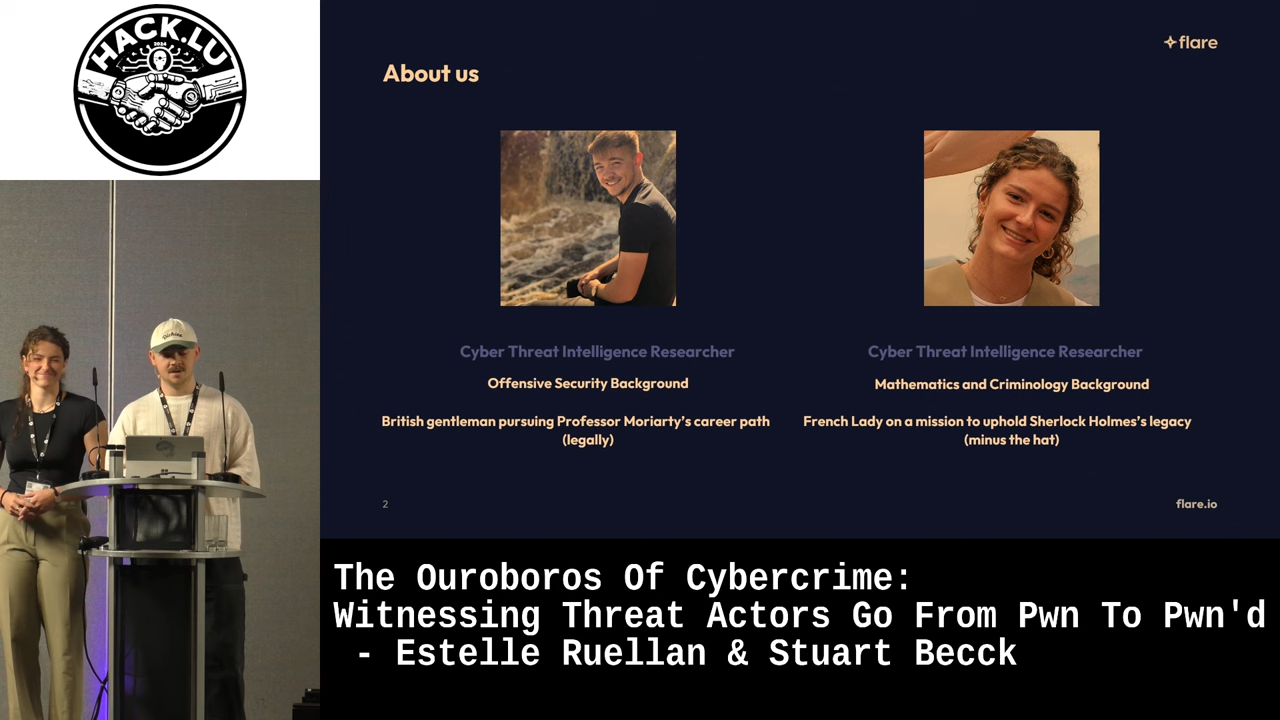 HACK.LU
2024
flare
About us
Cyber Threat Intelligence Researcher
Offensive Security Background
British gentleman pursuing Professor Moriarty's career path
(legally)
Cyber Threat Intelligence Researcher
Mathematics and Criminology Background
French Lady on a mission to uphold Sherlock Holmes's legacy
(minus the hat)
2
flare.io
The Ouroboros Of Cybercrime:
Witnessing Threat Actors Go From Pwn To Pwn'd
- Estelle Ruellan & Stuart Becck